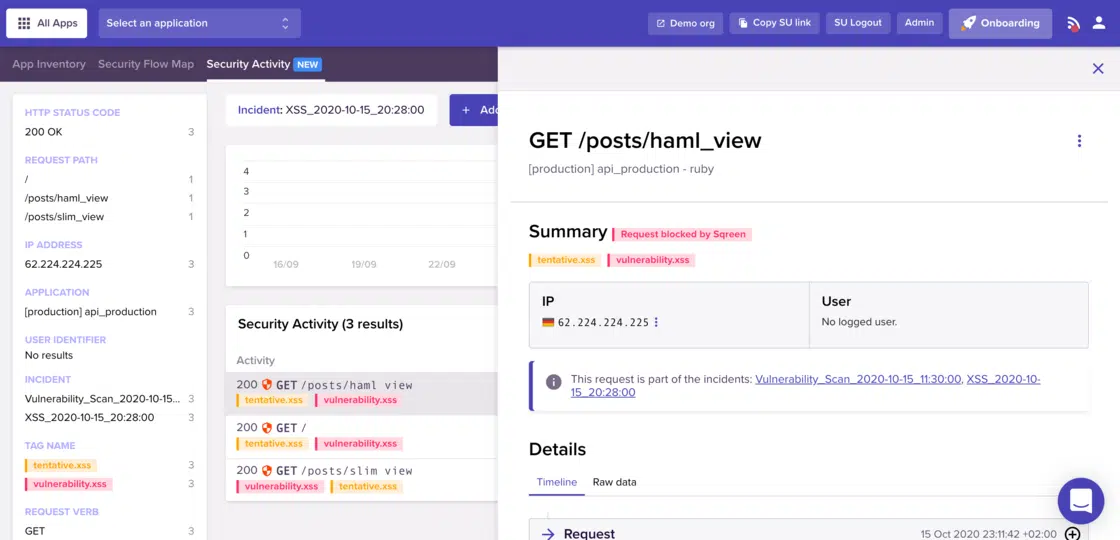 All Apps
Select an application
Demo org
Copy SU link
SU Logout
Admin
Onboarding
App Inventory
Security Flow Map
Security Activity NEW
HTTP STATUS CODE
200 OK 3
REQUEST PATH
/ 1
/posts/haml_view 1
/posts/slim_view 1
IP ADDRESS
62.224.224.225 3
APPLICATION
[production] api_production 3
USER IDENTIFIER
No results
INCIDENT
Vulnerability_Scan_2020-10-15... 3
XSS_2020-10-15_20:28:00 3
TAG NAME
tentative.xss 3
vulnerability.xss 3
REQUEST VERB
GET 3
Incident: XSS_2020-10-15_20:28:00
+
4
3
2
1
0
16/09 19/09 22/09
Security Activity (3 results)
Activity
200 GET /posts/haml view
tentative.xss vulnerability.xss
200 GET /
tentative.xss vulnerability.xss
200 GET /posts/slim view
vulnerability.xss tentative.xss
GET /posts/haml_view
[production] api_production - ruby
Summary Request blocked by Sqreen
tentative.xss vulnerability.xss
IP
62.224.224.225
User
No logged user.
This request is part of the incidents: Vulnerability_Scan_2020-10-15_11:30:00, XSS_2020-10-
15_20:28:00
Details
Timeline Raw data
Request 15 Oct 2020 23:11:42 +02:00